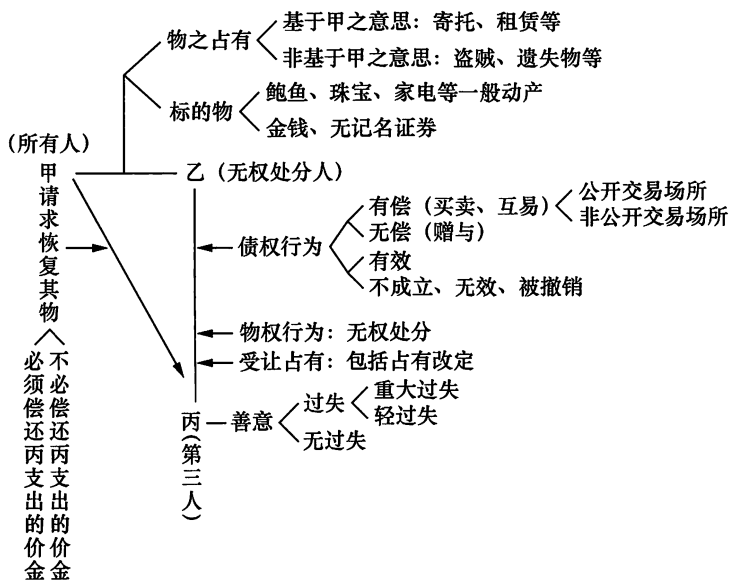 物之占有
基于甲之意思：寄托、租赁等
非基于甲之意思：盗贼、遗失物等
标的物
鲍鱼、珠宝、家电等一般动产
金钱、无记名证券
（所有人）
甲
请求恢复其物
乙（无权处分人）
债权行为
有偿（买卖、互易）
公开交易场所
非公开交易场所
无偿（赠与）
有效
不成立、无效、被撤销
物权行为：无权处分
受让占有：包括占有改定
丙（第三人）
善意
过失
重大过失
轻过失
无过失
必须偿还丙支出的价金
不必偿还丙支出的价金